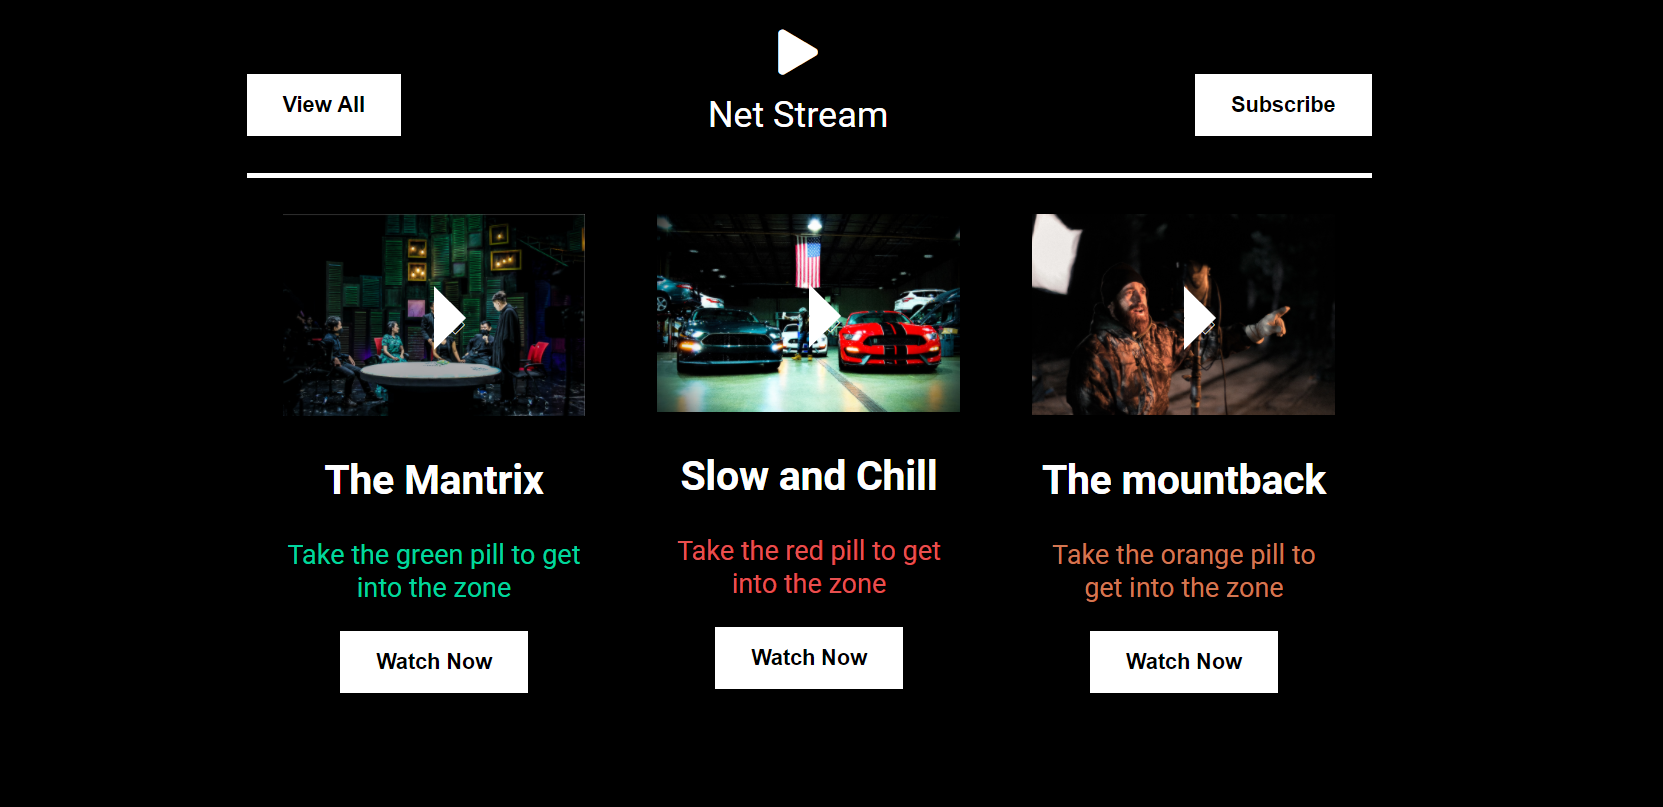 View All
Net Stream
Subscribe
The Mantrix
Take the green pill to get
into the zone
Watch Now
Slow and Chill
Take the red pill to get
into the zone
Watch Now
The mountback
Take the orange pill to
get into the zone
Watch Now